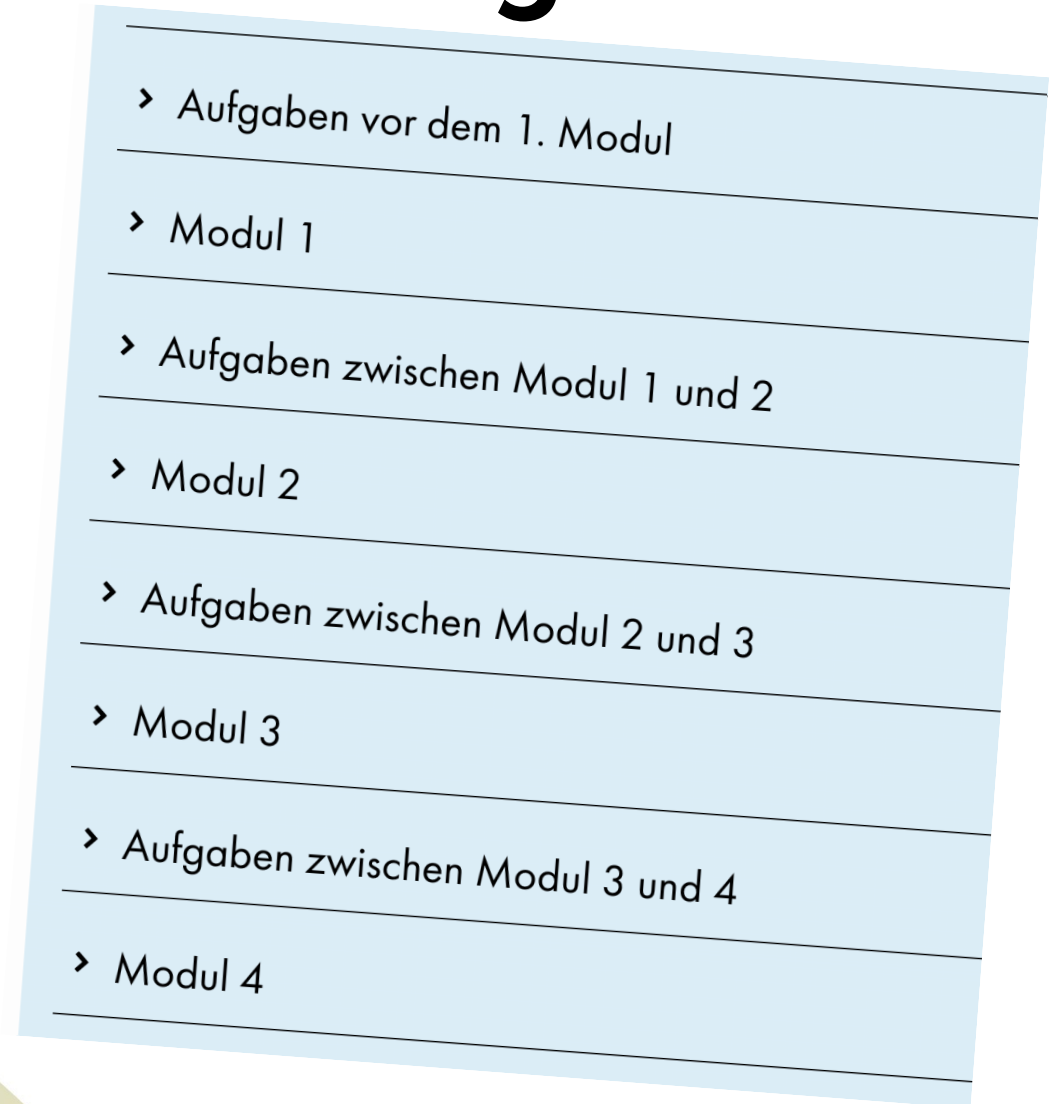 Aufgaben vor dem 1. Modul
Modul 1
Aufgaben zwischen Modul 1 und 2
Modul 2
Aufgaben zwischen Modul 2 und 3
Modul 3
Aufgaben zwischen Modul 3 und 4
Modul 4